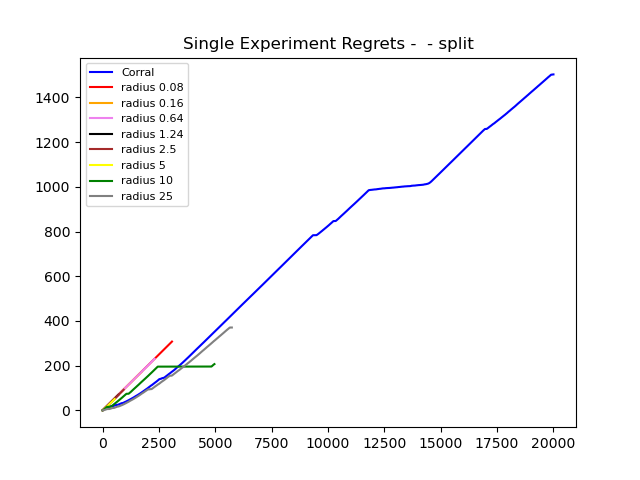 Single Experiment Regrets -  - split
Corral
radius 0.08
radius 0.16
radius 0.64
radius 1.24
radius 2.5
radius 5
radius 10
radius 25
1400
1200
1000
800
600
400
200
0
0 2500 5000 7500 10000 12500 15000 17500 20000